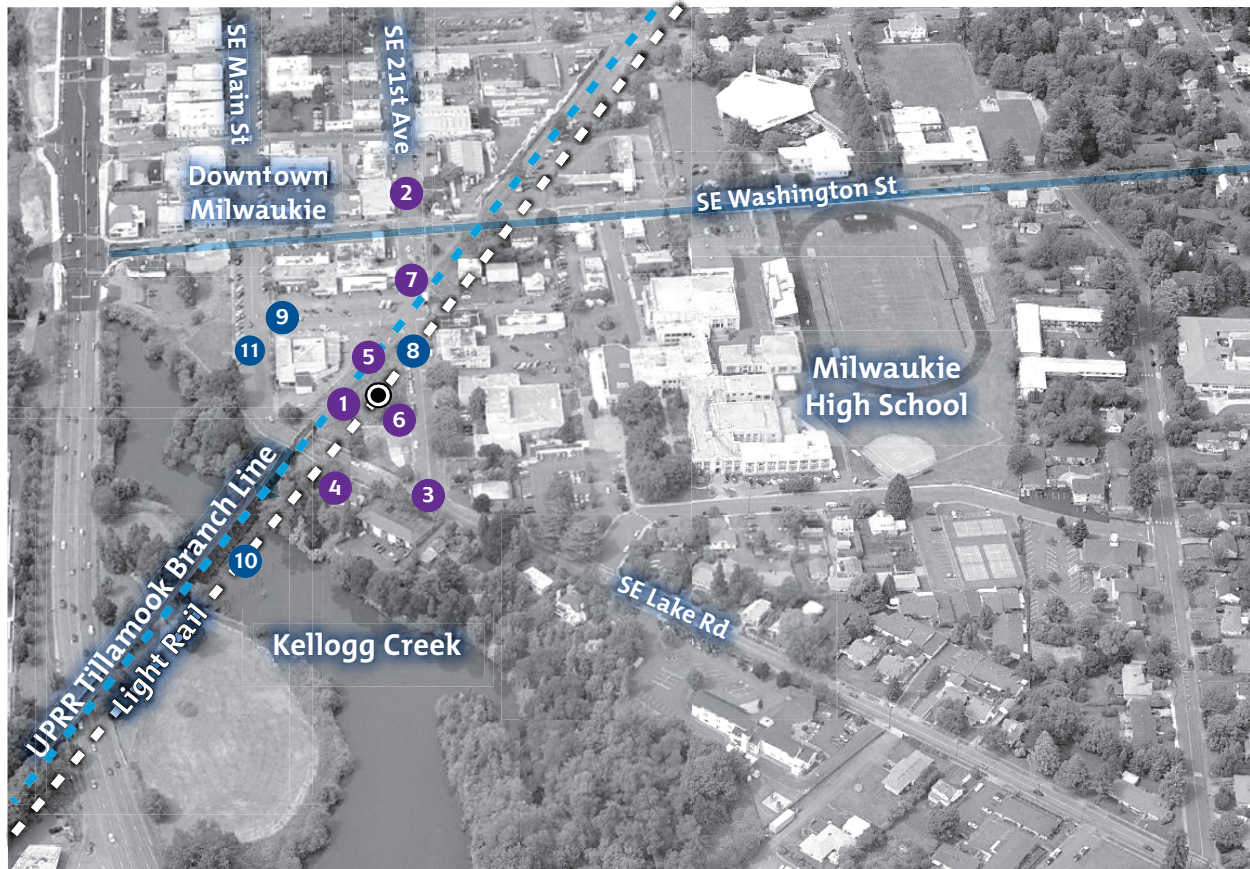 SE Main St
SE 21st Ave
Downtown
Milwaukie
2
SE Washington St
7
9
11
5
8
1
6
Milwaukie
High School
4
3
10
UPRR Tillamook Branch Line
Light Rail
SE Lake Rd
Kellogg Creek